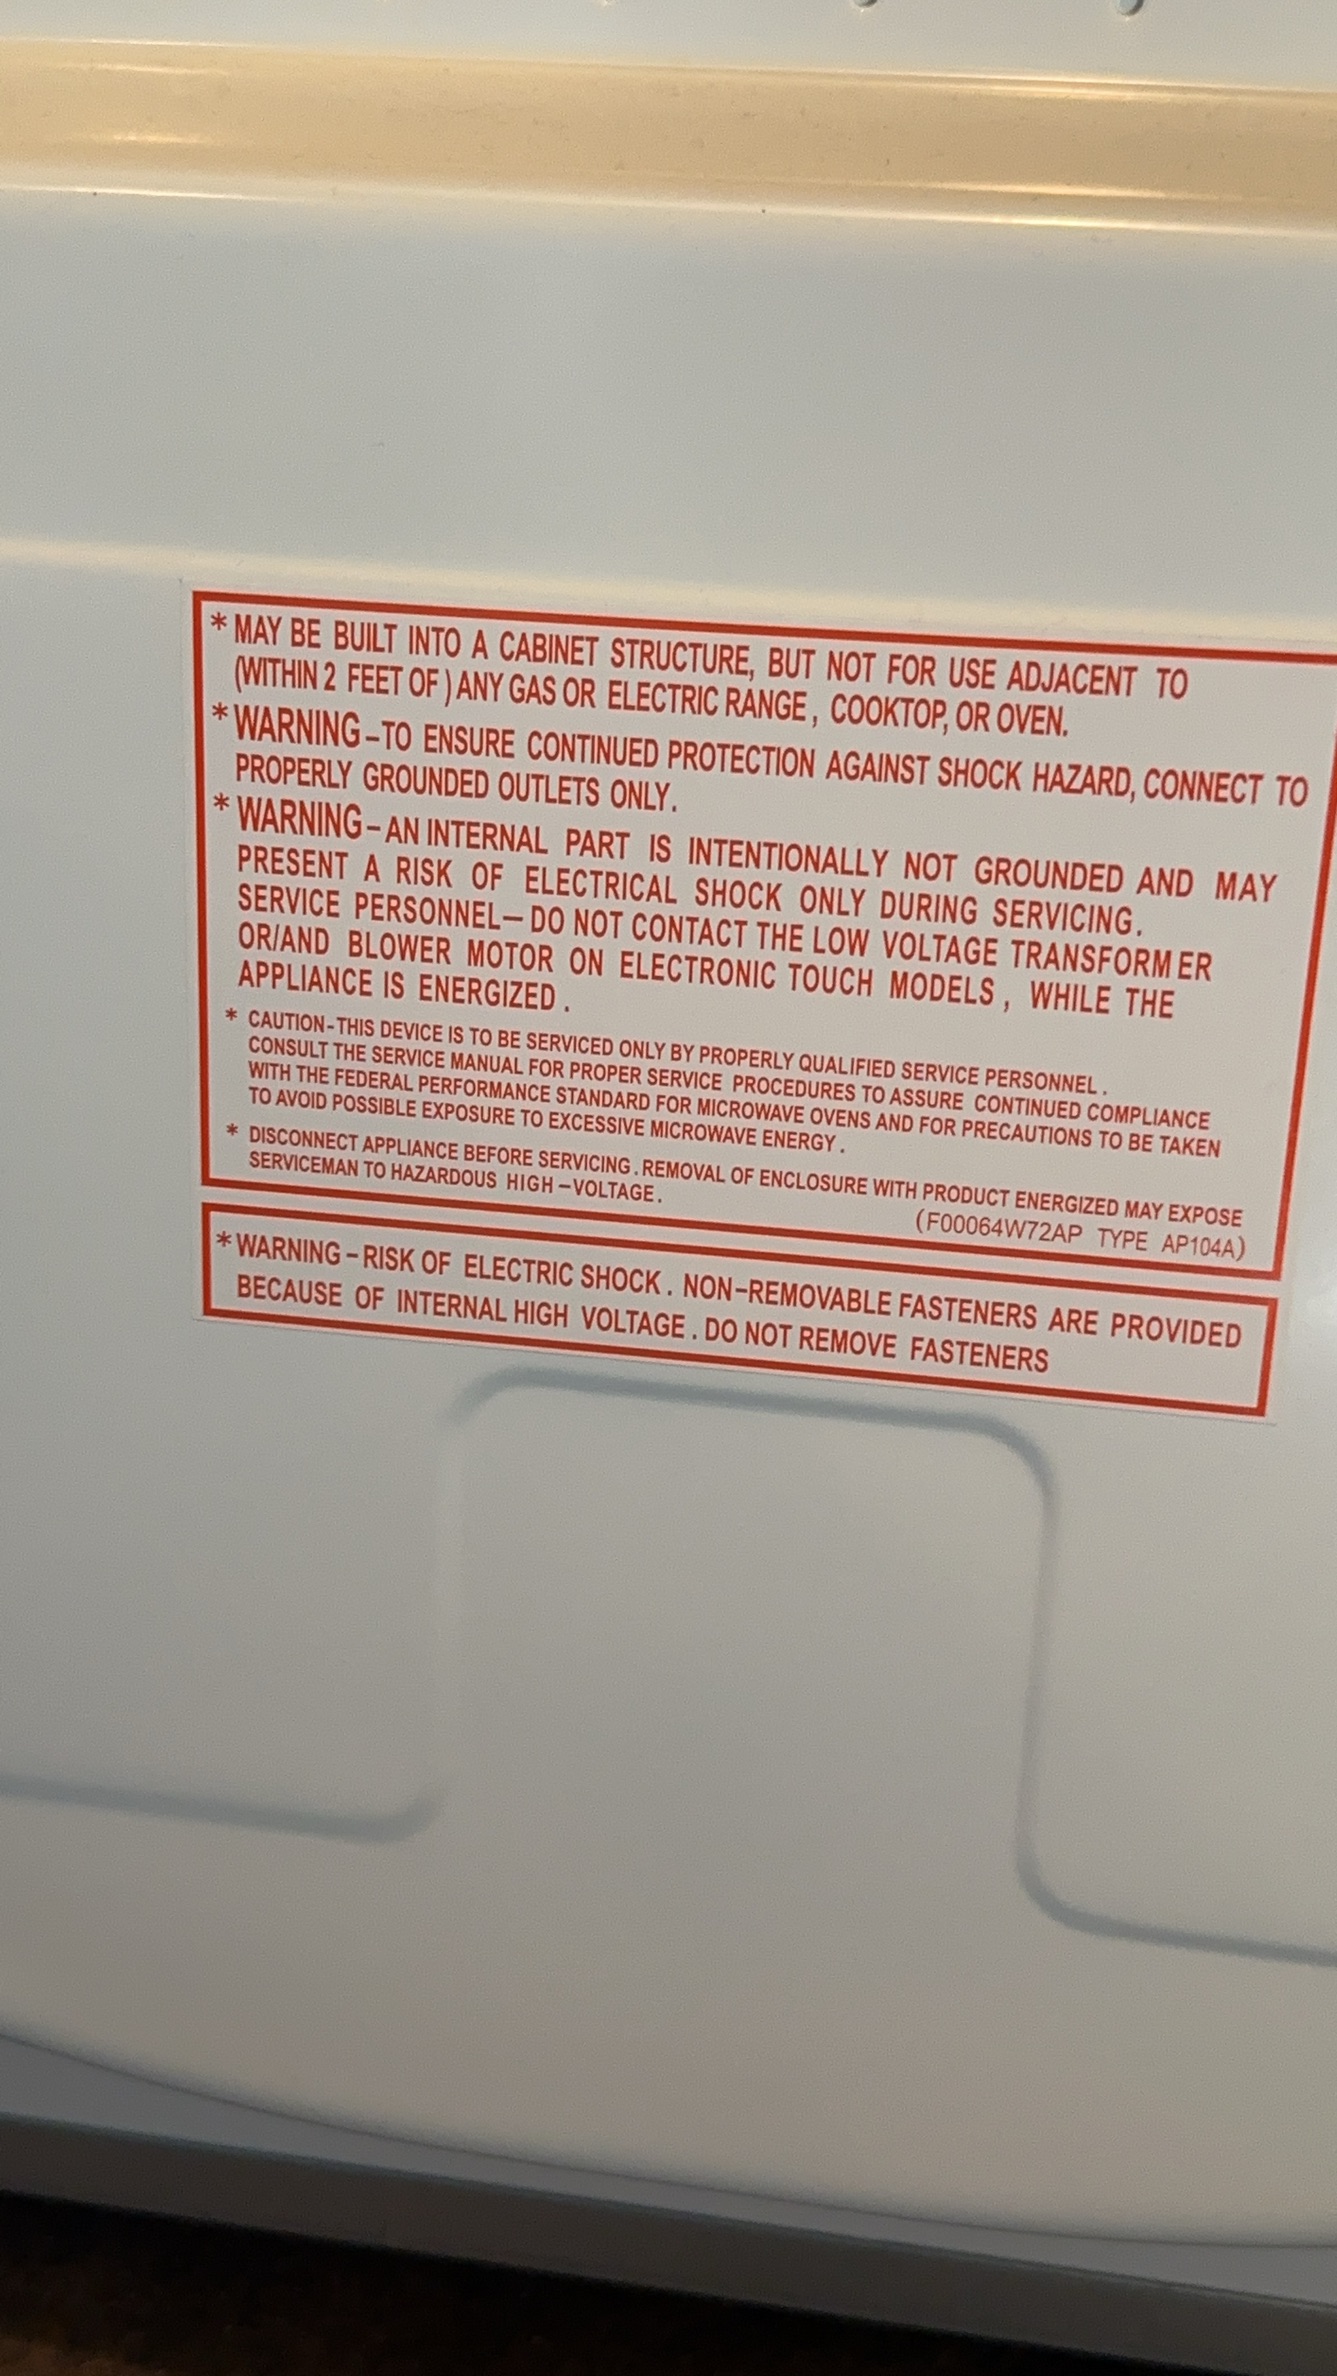 * MAY BE BUILT INTO A CABINET STRUCTURE, BUT NOT FOR USE ADJACENT TO
(WITHIN 2 FEET OF ) ANY GAS OR ELECTRIC RANGE , COOKTOP, OR OVEN.
* WARNING – TO ENSURE CONTINUED PROTECTION AGAINST SHOCK HAZARD, CONNECT TO
PROPERLY GROUNDED OUTLETS ONLY.
* WARNING – AN INTERNAL PART IS INTENTIONALLY NOT GROUNDED AND MAY
PRESENT A RISK OF ELECTRICAL SHOCK ONLY DURING SERVICING.
SERVICE PERSONNEL – DO NOT CONTACT THE LOW VOLTAGE TRANSFORMER
OR/AND BLOWER MOTOR ON ELECTRONIC TOUCH MODELS , WHILE THE
APPLIANCE IS ENERGIZED .
* CAUTION - THIS DEVICE IS TO BE SERVICED ONLY BY PROPERLY QUALIFIED SERVICE PERSONNEL .
CONSULT THE SERVICE MANUAL FOR PROPER SERVICE PROCEDURES TO ASSURE CONTINUED COMPLIANCE
WITH THE FEDERAL PERFORMANCE STANDARD FOR MICROWAVE OVENS AND FOR PRECAUTIONS TO BE TAKEN
TO AVOID POSSIBLE EXPOSURE TO EXCESSIVE MICROWAVE ENERGY .
* DISCONNECT APPLIANCE BEFORE SERVICING . REMOVAL OF ENCLOSURE WITH PRODUCT ENERGIZED MAY EXPOSE
SERVICEMAN TO HAZARDOUS HIGH – VOLTAGE .
(F00064W72AP TYPE AP104A)
* WARNING – RISK OF ELECTRIC SHOCK . NON–REMOVABLE FASTENERS ARE PROVIDED
BECAUSE OF INTERNAL HIGH VOLTAGE . DO NOT REMOVE FASTENERS